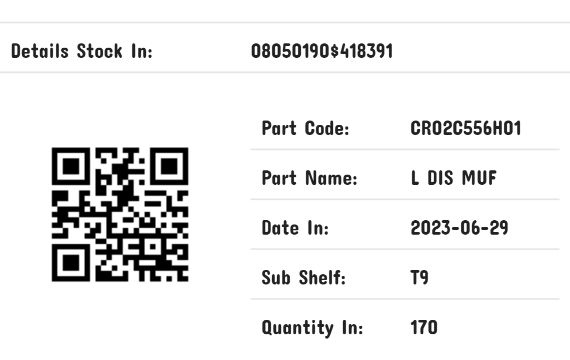 Details Stock In: 08050190$418391
Part Code: CR02C556H01
Part Name: L DIS MUF
Date In: 2023-06-29
Sub Shelf: T9
Quantity In: 170